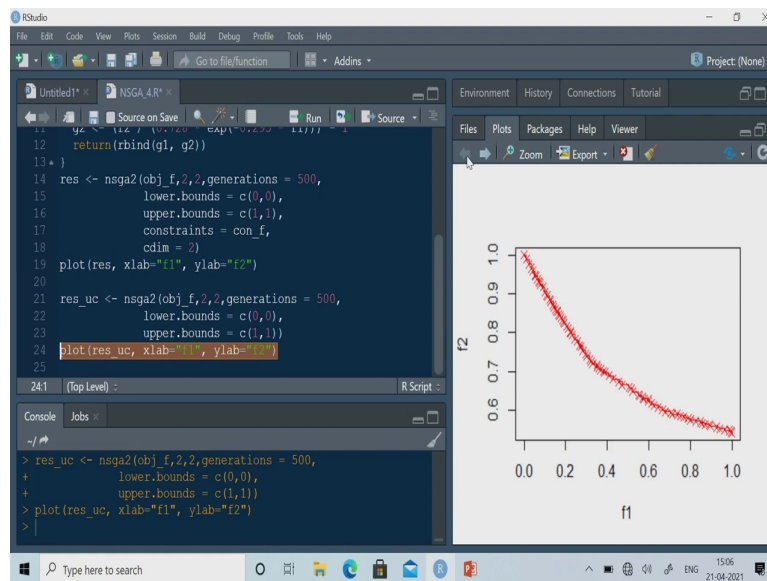 RStudio
File Edit Code View Plots Session Build Debug Profile Tools Help
Go to file/function Addins
Project: (None)
Untitled1* NSGA_4.R*
Source on Save Run Source
12 return(rbind(g1, g2))
13 }
14 res <- nsga2(obj_f,2,2,generations = 500,
15 lower.bounds = c(0,0),
16 upper.bounds = c(1,1),
17 constraints = con_f,
18 cdim = 2)
19 plot(res, xlab="f1", ylab="f2")
20
21 res_uc <- nsga2(obj_f,2,2,generations = 500,
22 lower.bounds = c(0,0),
23 upper.bounds = c(1,1))
24 plot(res_uc, xlab="f1", ylab="f2")
25
24:1 (Top Level) R Script
Console Jobs
~/
> res_uc <- nsga2(obj_f,2,2,generations = 500,
+ lower.bounds = c(0,0),
+ upper.bounds = c(1,1))
> plot(res_uc, xlab="f1", ylab="f2")
>
Environment History Connections Tutorial
Files Plots Packages Help Viewer
Zoom Export
1.0
0.9
0.8
0.7
0.6
f2
0.0 0.2 0.4 0.6 0.8 1.0
f1
Type here to search
ENG
15:06
21-04-2021